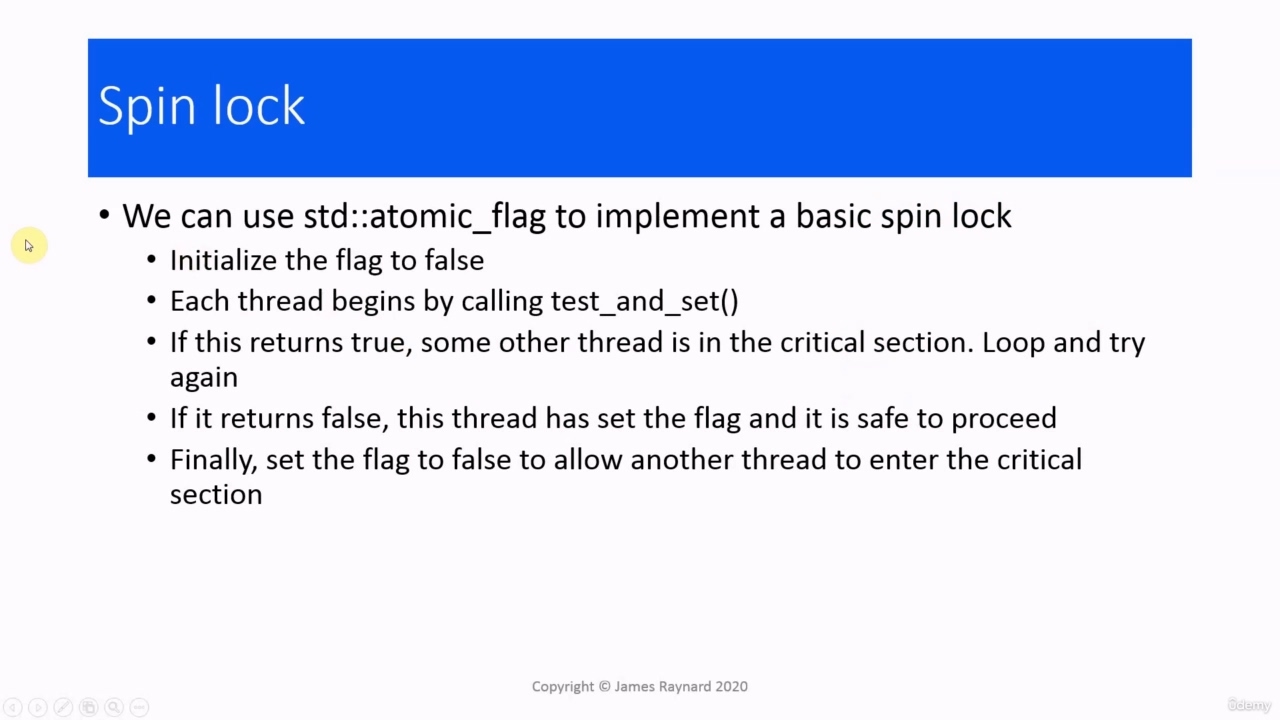 Spin lock
• We can use std::atomic_flag to implement a basic spin lock
• Initialize the flag to false
• Each thread begins by calling test_and_set()
• If this returns true, some other thread is in the critical section. Loop and try
again
• If it returns false, this thread has set the flag and it is safe to proceed
• Finally, set the flag to false to allow another thread to enter the critical
section
Copyright © James Raynard 2020
ûdemy